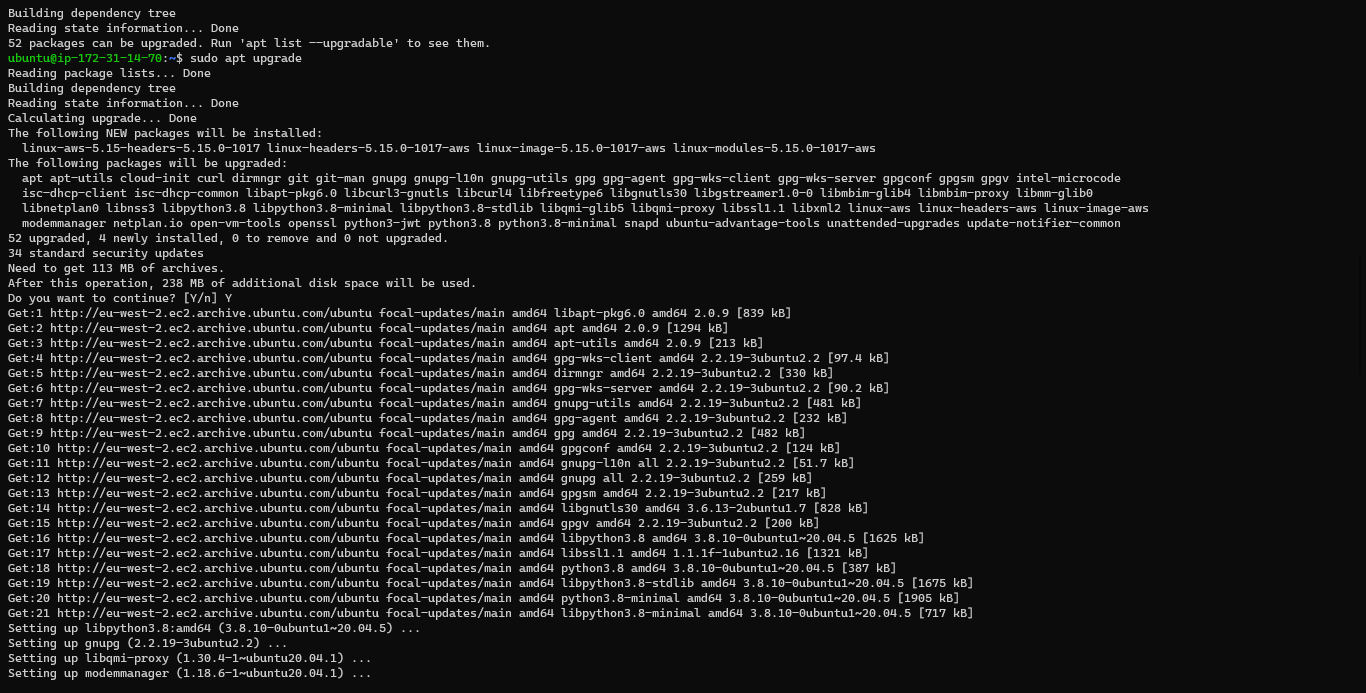 Building dependency tree
Reading state information... Done
52 packages can be upgraded. Run 'apt list --upgradable' to see them.
ubuntu@ip-172-31-14-70:~$ sudo apt upgrade
Reading package lists... Done
Building dependency tree
Reading state information... Done
Calculating upgrade... Done
The following NEW packages will be installed:
  linux-aws-5.15-headers-5.15.0-1017 linux-headers-5.15.0-1017-aws linux-image-5.15.0-1017-aws linux-modules-5.15.0-1017-aws
The following packages will be upgraded:
  apt apt-utils cloud-init curl dirmngr git git-man gnupg gnupg-l10n gnupg-utils gpg gpg-agent gpg-wks-client gpg-wks-server gpgconf gpgsm gpgv intel-microcode
  isc-dhcp-client isc-dhcp-common libapt-pkg6.0 libcurl3-gnutls libcurl4 libfreetype6 libgnutls30 libgstreamer1.0-0 libmbim-glib4 libmbim-proxy libmm-glib0
  libnetplan0 libnss3 libpython3.8 libpython3.8-minimal libpython3.8-stdlib libqmi-glib5 libqmi-proxy libssl1.1 libxml2 linux-aws linux-headers-aws linux-image-aws
  modemmanager netplan.io open-vm-tools openssl python3-jwt python3.8 python3.8-minimal snapd ubuntu-advantage-tools unattended-upgrades update-notifier-common
52 upgraded, 4 newly installed, 0 to remove and 0 not upgraded.
34 standard security updates
Need to get 113 MB of archives.
After this operation, 238 MB of additional disk space will be used.
Do you want to continue? [Y/n] Y
Get:1 http://eu-west-2.ec2.archive.ubuntu.com/ubuntu focal-updates/main amd64 libapt-pkg6.0 amd64 2.0.9 [839 kB]
Get:2 http://eu-west-2.ec2.archive.ubuntu.com/ubuntu focal-updates/main amd64 apt amd64 2.0.9 [1294 kB]
Get:3 http://eu-west-2.ec2.archive.ubuntu.com/ubuntu focal-updates/main amd64 apt-utils amd64 2.0.9 [213 kB]
Get:4 http://eu-west-2.ec2.archive.ubuntu.com/ubuntu focal-updates/main amd64 gpg-wks-client amd64 2.2.19-3ubuntu2.2 [97.4 kB]
Get:5 http://eu-west-2.ec2.archive.ubuntu.com/ubuntu focal-updates/main amd64 dirmngr amd64 2.2.19-3ubuntu2.2 [330 kB]
Get:6 http://eu-west-2.ec2.archive.ubuntu.com/ubuntu focal-updates/main amd64 gpg-wks-server amd64 2.2.19-3ubuntu2.2 [90.2 kB]
Get:7 http://eu-west-2.ec2.archive.ubuntu.com/ubuntu focal-updates/main amd64 gnupg-utils amd64 2.2.19-3ubuntu2.2 [481 kB]
Get:8 http://eu-west-2.ec2.archive.ubuntu.com/ubuntu focal-updates/main amd64 gpg-agent amd64 2.2.19-3ubuntu2.2 [232 kB]
Get:9 http://eu-west-2.ec2.archive.ubuntu.com/ubuntu focal-updates/main amd64 gpg amd64 2.2.19-3ubuntu2.2 [482 kB]
Get:10 http://eu-west-2.ec2.archive.ubuntu.com/ubuntu focal-updates/main amd64 gpgconf amd64 2.2.19-3ubuntu2.2 [124 kB]
Get:11 http://eu-west-2.ec2.archive.ubuntu.com/ubuntu focal-updates/main amd64 gnupg-l10n all 2.2.19-3ubuntu2.2 [51.7 kB]
Get:12 http://eu-west-2.ec2.archive.ubuntu.com/ubuntu focal-updates/main amd64 gnupg all 2.2.19-3ubuntu2.2 [259 kB]
Get:13 http://eu-west-2.ec2.archive.ubuntu.com/ubuntu focal-updates/main amd64 gpgsm amd64 2.2.19-3ubuntu2.2 [217 kB]
Get:14 http://eu-west-2.ec2.archive.ubuntu.com/ubuntu focal-updates/main amd64 libgnutls30 amd64 3.6.13-2ubuntu1.7 [828 kB]
Get:15 http://eu-west-2.ec2.archive.ubuntu.com/ubuntu focal-updates/main amd64 gpgv amd64 2.2.19-3ubuntu2.2 [200 kB]
Get:16 http://eu-west-2.ec2.archive.ubuntu.com/ubuntu focal-updates/main amd64 libpython3.8 amd64 3.8.10-0ubuntu1~20.04.5 [1625 kB]
Get:17 http://eu-west-2.ec2.archive.ubuntu.com/ubuntu focal-updates/main amd64 libssl1.1 amd64 1.1.1f-1ubuntu2.16 [1321 kB]
Get:18 http://eu-west-2.ec2.archive.ubuntu.com/ubuntu focal-updates/main amd64 python3.8 amd64 3.8.10-0ubuntu1~20.04.5 [387 kB]
Get:19 http://eu-west-2.ec2.archive.ubuntu.com/ubuntu focal-updates/main amd64 libpython3.8-stdlib amd64 3.8.10-0ubuntu1~20.04.5 [1675 kB]
Get:20 http://eu-west-2.ec2.archive.ubuntu.com/ubuntu focal-updates/main amd64 python3.8-minimal amd64 3.8.10-0ubuntu1~20.04.5 [1905 kB]
Get:21 http://eu-west-2.ec2.archive.ubuntu.com/ubuntu focal-updates/main amd64 libpython3.8-minimal amd64 3.8.10-0ubuntu1~20.04.5 [717 kB]
Setting up libpython3.8:amd64 (3.8.10-0ubuntu1~20.04.5) ...
Setting up gnupg (2.2.19-3ubuntu2.2) ...
Setting up libqmi-proxy (1.30.4-1~ubuntu20.04.1) ...
Setting up modemmanager (1.18.6-1~ubuntu20.04.1) ...